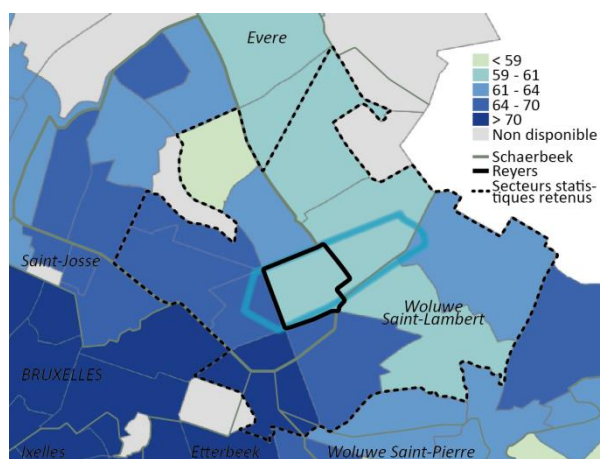 Evere
< 59
59 - 61
61 - 64
64 - 70
> 70
Non disponible
Schaerbeek
Reyers
Secteurs statis-
tiques retenus
Saint-Josse
Woluwe
Saint-Lambert
BRUXELLES
Ixelles
Etterbeek
Woluwe Saint-Pierre